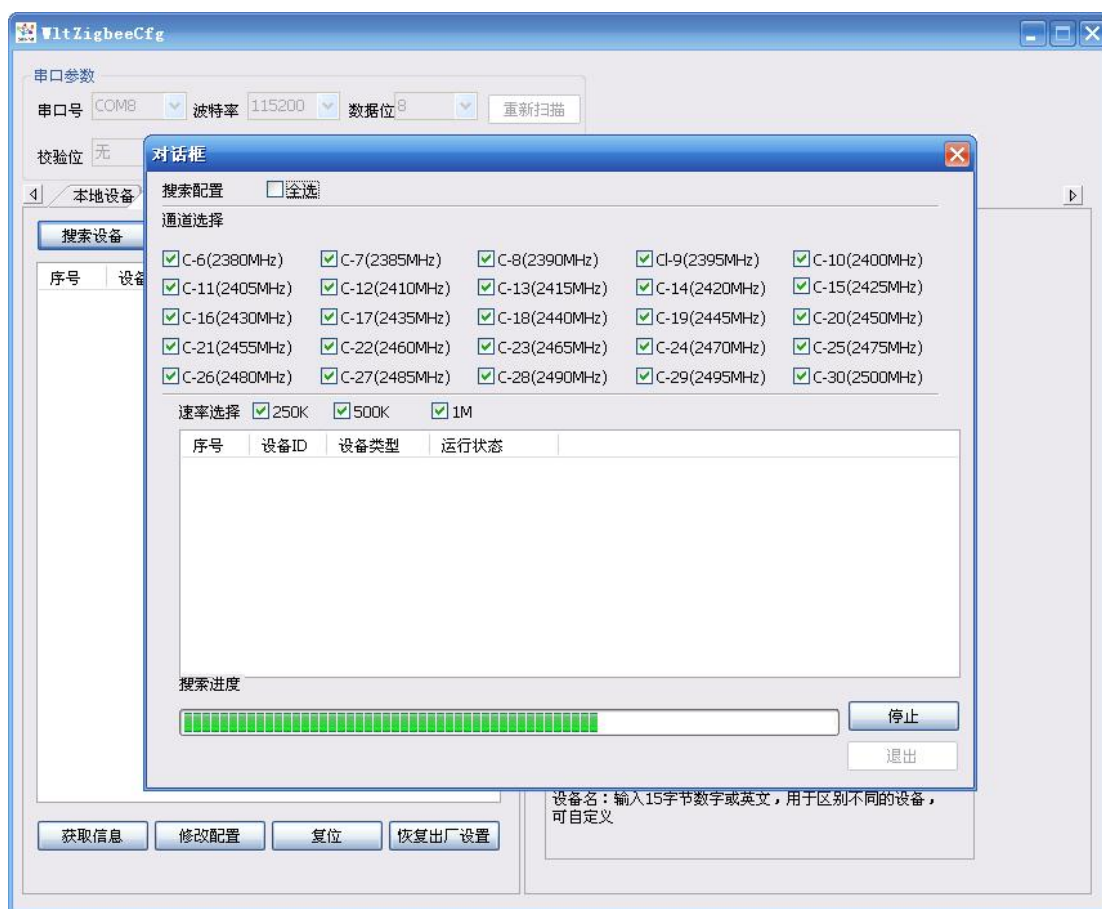 WltZigbeeCfg
串口参数
串口号 COM8 波特率 115200 数据位 8 重新扫描
校验位 无
对话框
本地设备
搜索设备
序号 设备
搜索配置 全选
通道选择
C-6(2380MHz) C-7(2385MHz) C-8(2390MHz) Cl-9(2395MHz) C-10(2400MHz)
C-11(2405MHz) C-12(2410MHz) C-13(2415MHz) C-14(2420MHz) C-15(2425MHz)
C-16(2430MHz) C-17(2435MHz) C-18(2440MHz) C-19(2445MHz) C-20(2450MHz)
C-21(2455MHz) C-22(2460MHz) C-23(2465MHz) C-24(2470MHz) C-25(2475MHz)
C-26(2480MHz) C-27(2485MHz) C-28(2490MHz) C-29(2495MHz) C-30(2500MHz)
速率选择 250K 500K 1M
序号 设备ID 设备类型 运行状态
搜索进度
停止
退出
设备名：输入15字节数字或英文，用于区别不同的设备，
可自定义
获取信息 修改配置 复位 恢复出厂设置